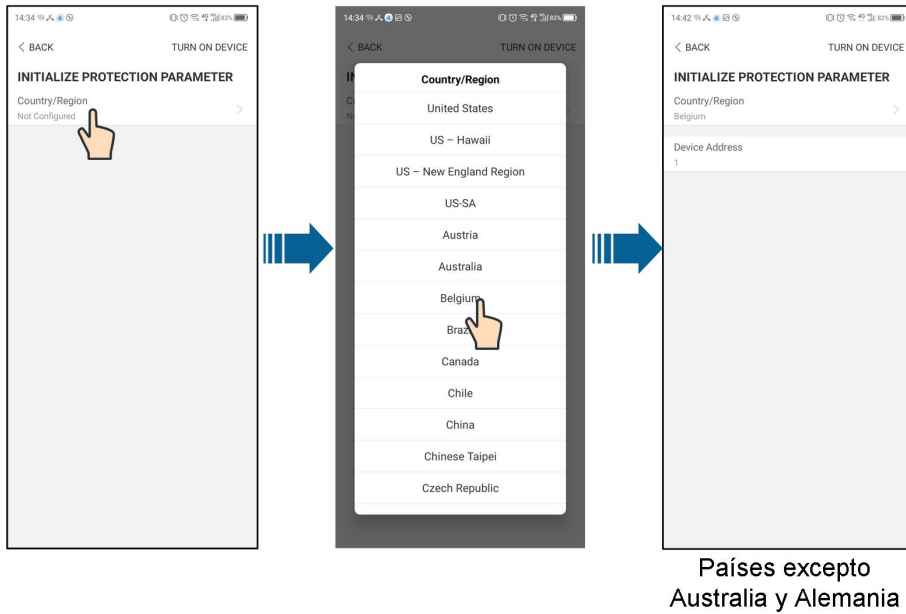 14:34
83%
BACK
TURN ON DEVICE
INITIALIZE PROTECTION PARAMETER
Country/Region
Not Configured
14:34
83%
BACK
TURN ON DEVICE
Country/Region
United States
US – Hawaii
US – New England Region
US-SA
Austria
Australia
Belgium
Canada
Chile
China
Chinese Taipei
Czech Republic
14:42
82%
BACK
TURN ON DEVICE
INITIALIZE PROTECTION PARAMETER
Country/Region
Belgium
Device Address
1
Países excepto
Australia y Alemania